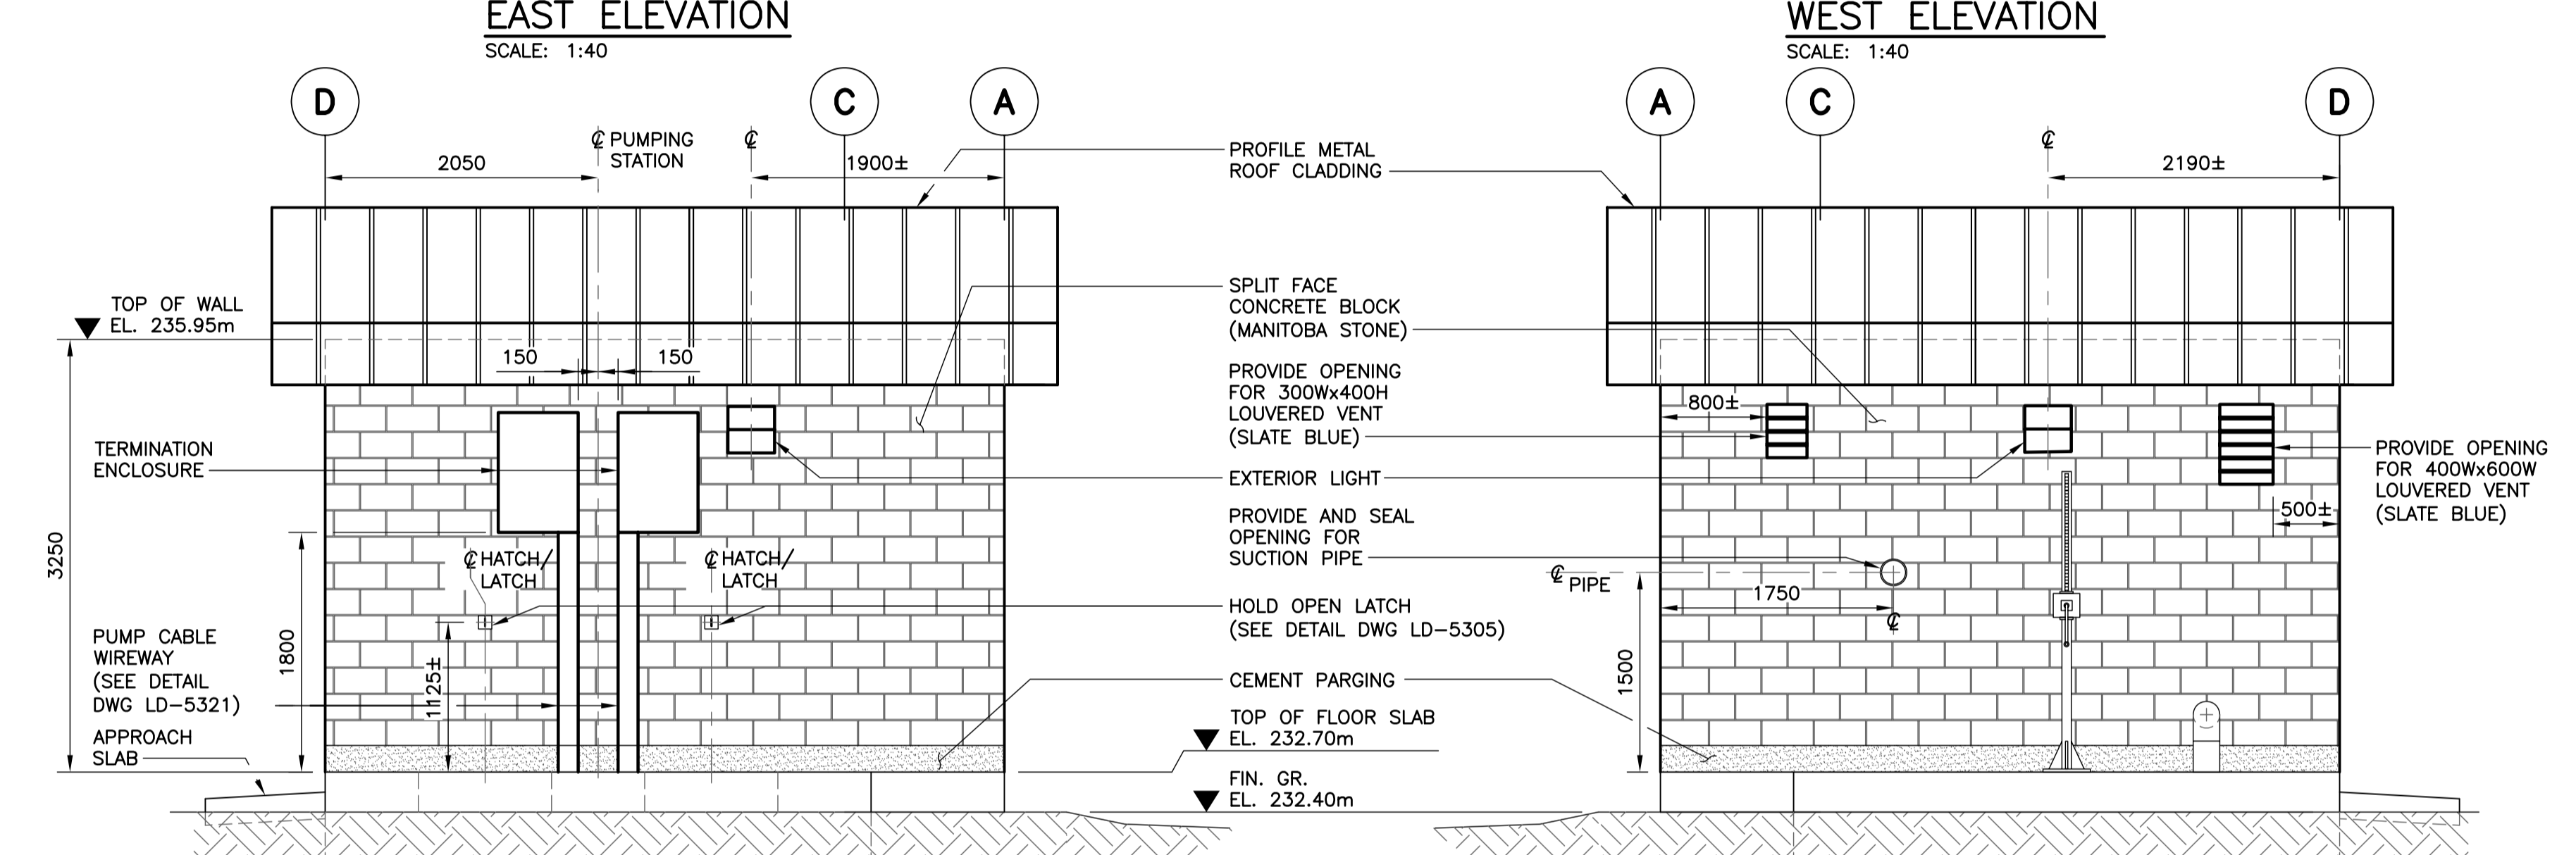 EAST ELEVATION
SCALE: 1:40
WEST ELEVATION
SCALE: 1:40
D
C
A
A
C
D
℄ PUMPING
STATION
℄
2050
1900±
℄
2190±
PROFILE METAL
ROOF CLADDING
TOP OF WALL
EL. 235.95m
150
150
SPLIT FACE
CONCRETE BLOCK
(MANITOBA STONE)
PROVIDE OPENING
FOR 300Wx400H
LOUVERED VENT
(SLATE BLUE)
800±
TERMINATION
ENCLOSURE
EXTERIOR LIGHT
PROVIDE OPENING
FOR 400Wx600W
LOUVERED VENT
(SLATE BLUE)
500±
3250
℄ HATCH/
LATCH
℄ HATCH/
LATCH
PROVIDE AND SEAL
OPENING FOR
SUCTION PIPE
℄ PIPE
1750
℄
HOLD OPEN LATCH
(SEE DETAIL DWG LD-5305)
PUMP CABLE
WIREWAY
(SEE DETAIL
DWG LD-5321)
1800
1125±
1500
CEMENT PARGING
APPROACH
SLAB
TOP OF FLOOR SLAB
EL. 232.70m
FIN. GR.
EL. 232.40m